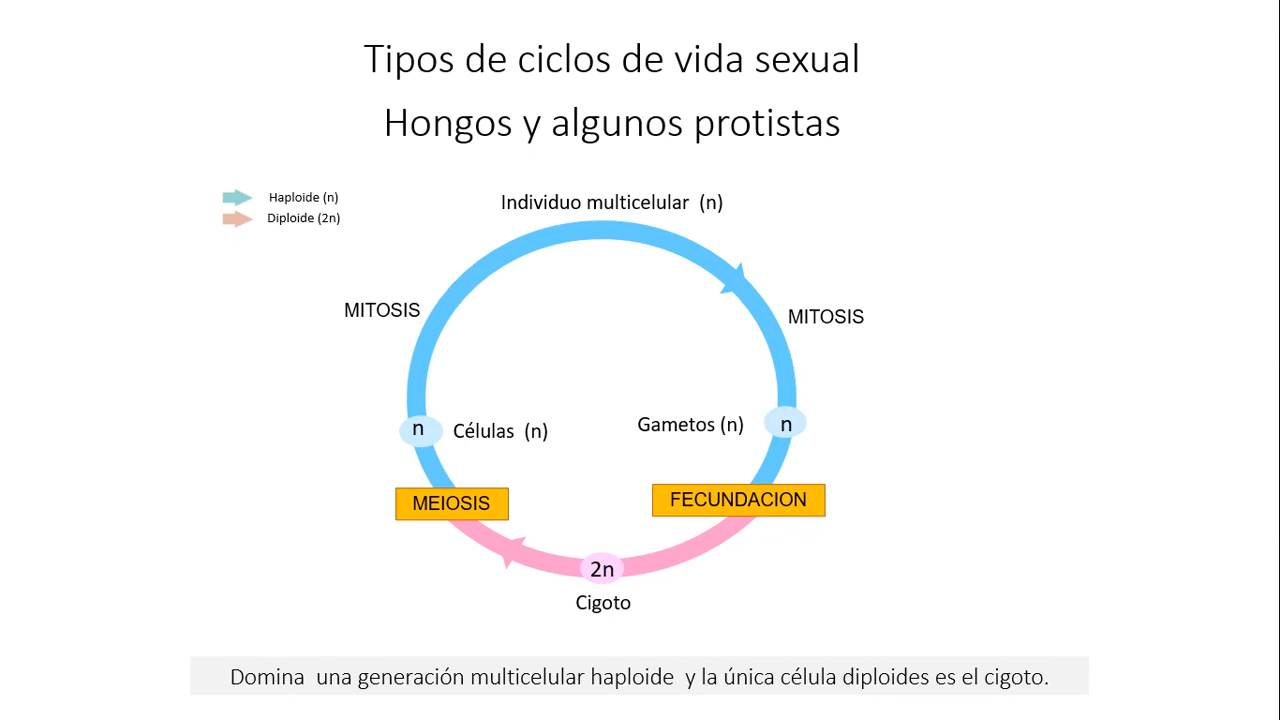 Tipos de ciclos de vida sexual
Hongos y algunos protistas
Haploide (n)
Diploide (2n)
Individuo multicelular (n)
MITOSIS
MITOSIS
n
Células (n)
Gametos (n)
n
MEIOSIS
FECUNDACION
2n
Cigoto
Domina una generación multicelular haploide y la única célula diploides es el cigoto.